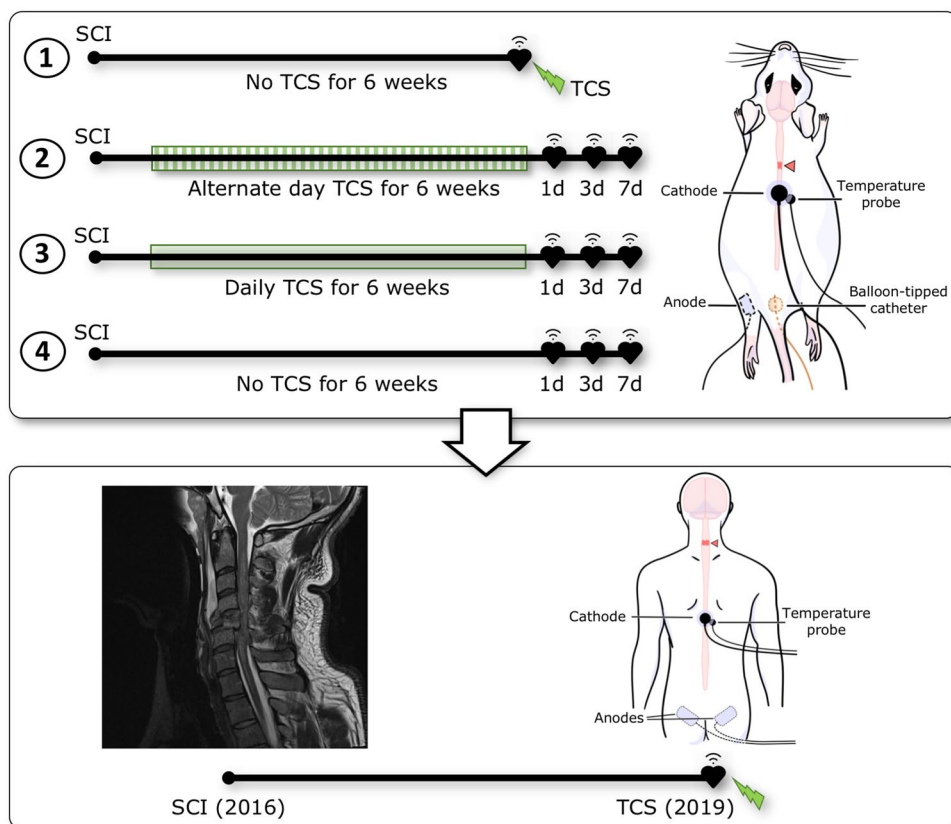 1
SCI
No TCS for 6 weeks
TCS
2
SCI
Alternate day TCS for 6 weeks
1d 3d 7d
3
SCI
Daily TCS for 6 weeks
1d 3d 7d
4
SCI
No TCS for 6 weeks
1d 3d 7d
Cathode
Temperature
probe
Anode
Balloon-tipped
catheter
Cathode
Temperature
probe
Anodes
SCI (2016)
TCS (2019)